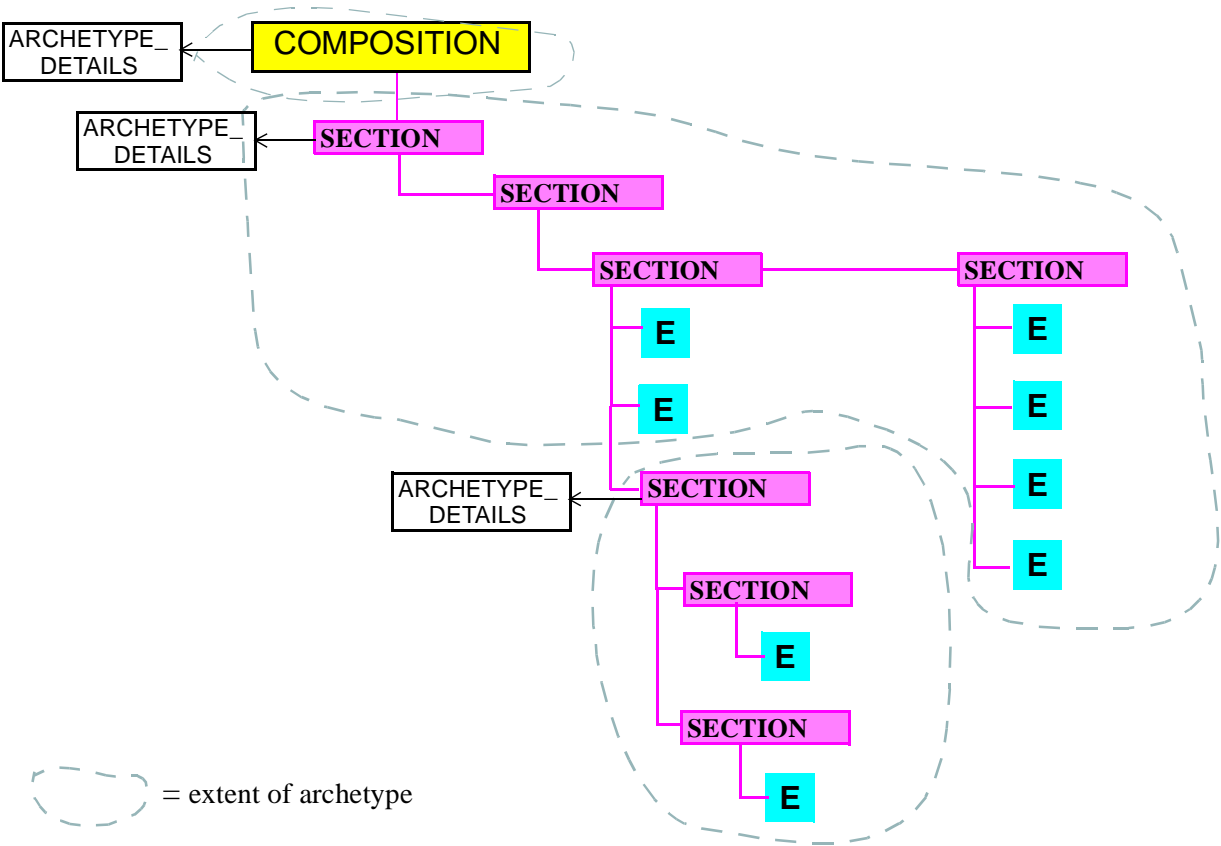 ARCHETYPE_
DETAILS
COMPOSITION
ARCHETYPE_
DETAILS
SECTION
SECTION
SECTION
SECTION
E
E
E
E
ARCHETYPE_
DETAILS
SECTION
E
E
SECTION
E
SECTION
E
= extent of archetype